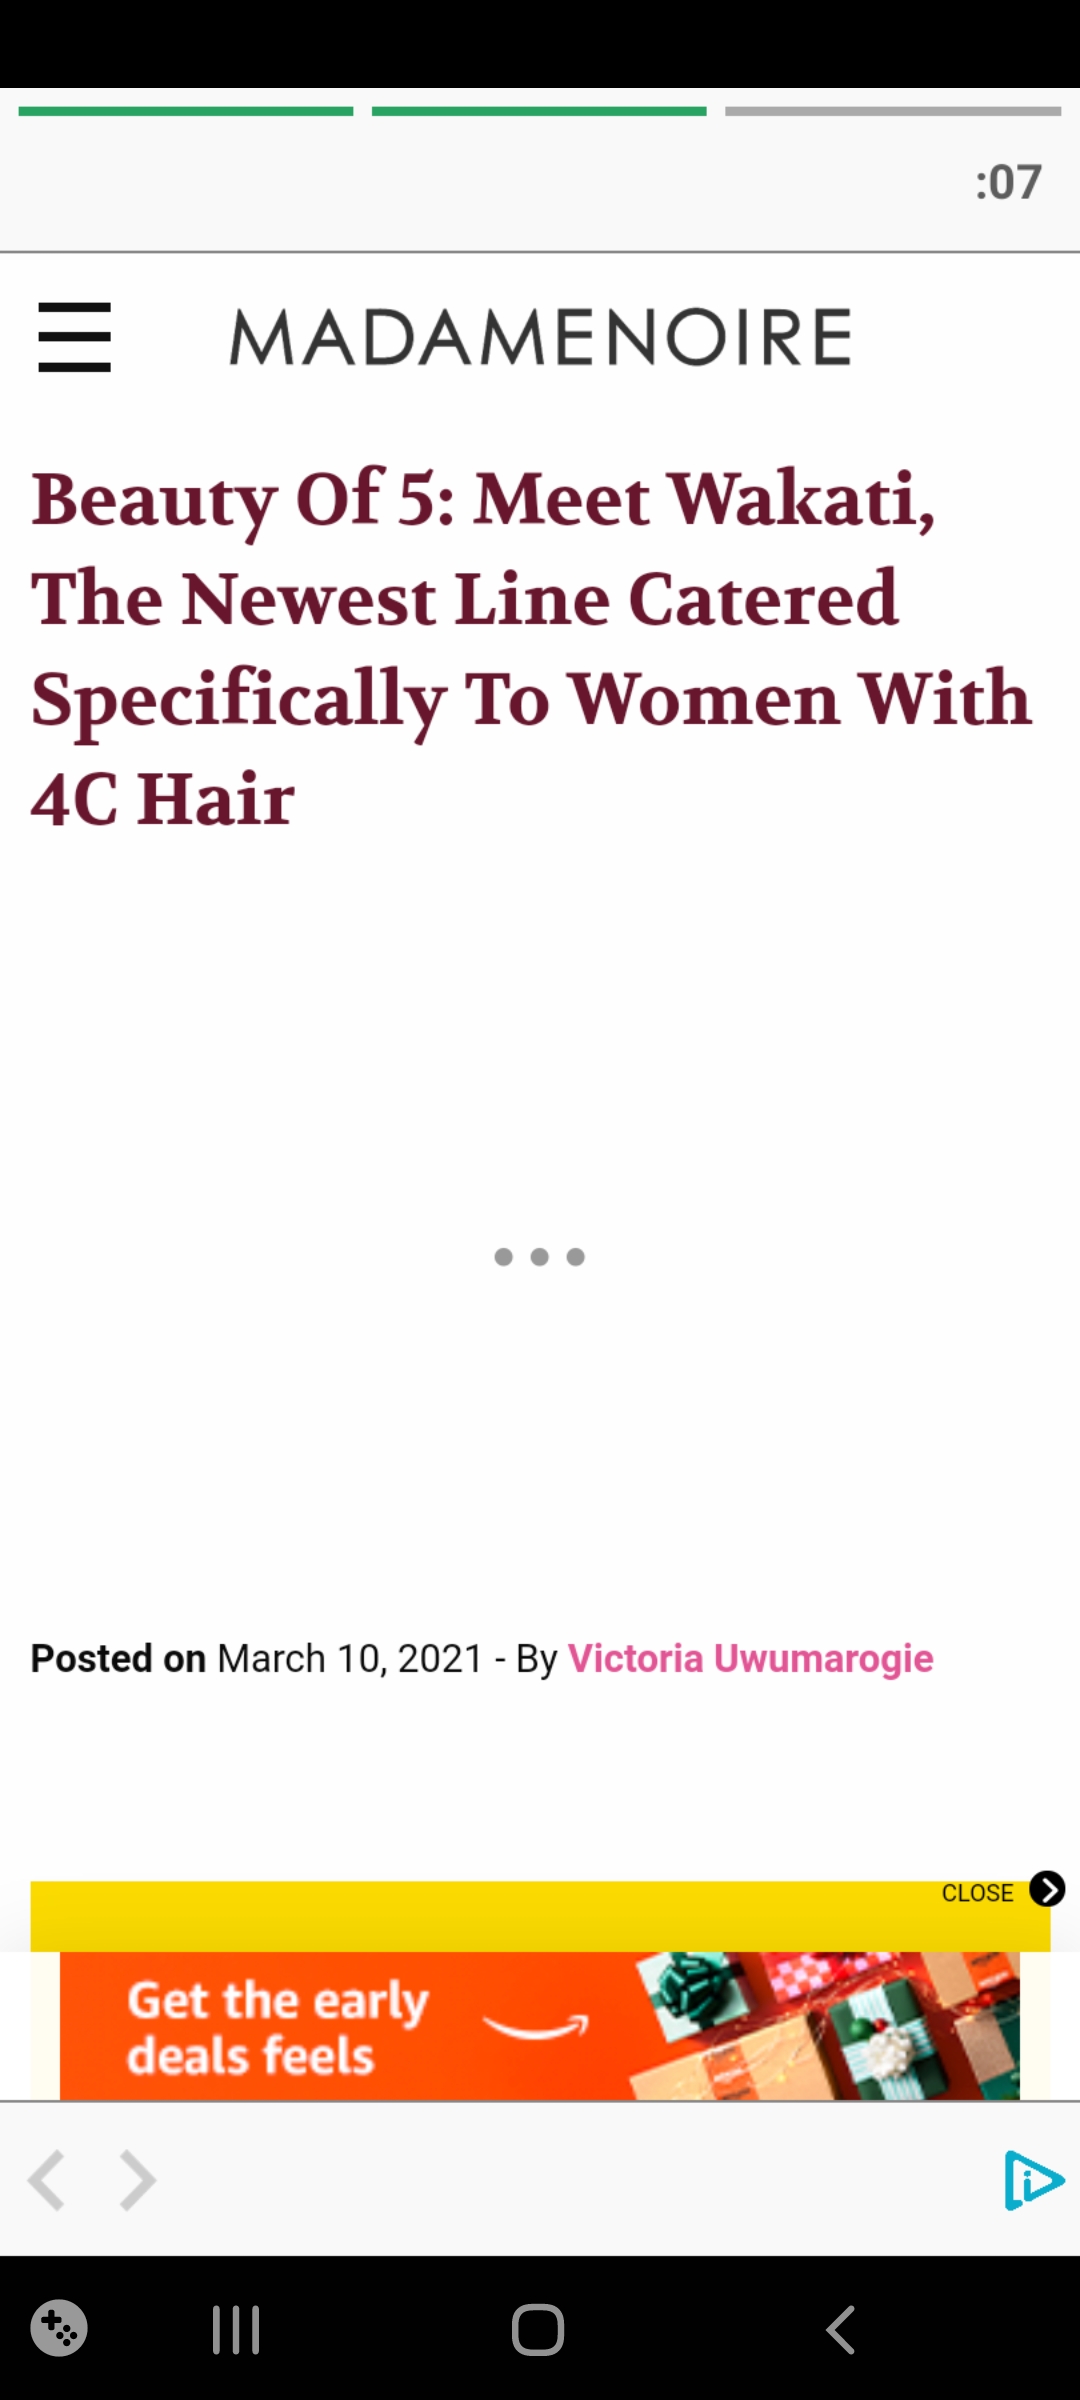 :07
MADAMENOIRE
Beauty Of 5: Meet Wakati,
The Newest Line Catered
Specifically To Women With
4C Hair
Posted on March 10, 2021 - By Victoria Uwumarogie
CLOSE
Get the early
deals feels